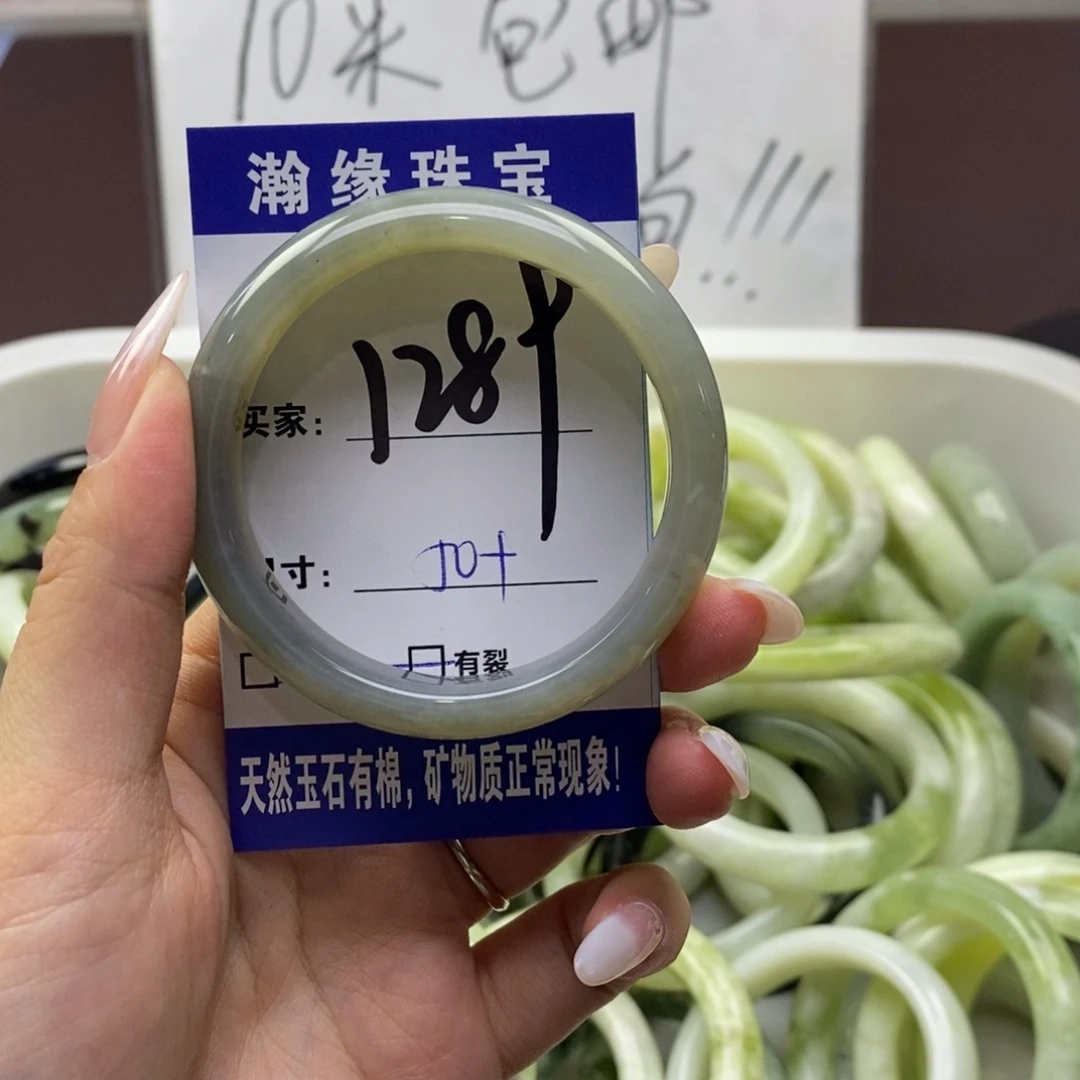 10米包邮
瀚缘珠宝
买家：128+
寸：50+
有裂
天然玉石有棉，矿物质正常现象！